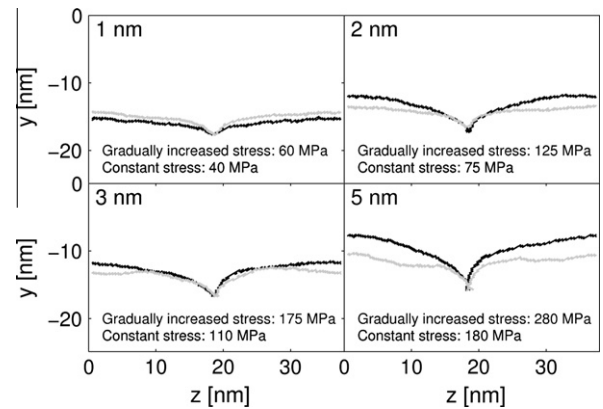 0
1 nm
2 nm
y [nm]
-10
-20
Gradually increased stress: 60 MPa
Constant stress: 40 MPa
Gradually increased stress: 125 MPa
Constant stress: 75 MPa
0
3 nm
5 nm
y [nm]
-10
-20
Gradually increased stress: 175 MPa
Constant stress: 110 MPa
Gradually increased stress: 280 MPa
Constant stress: 180 MPa
0 10 20 30 0 10 20 30
z [nm] z [nm]